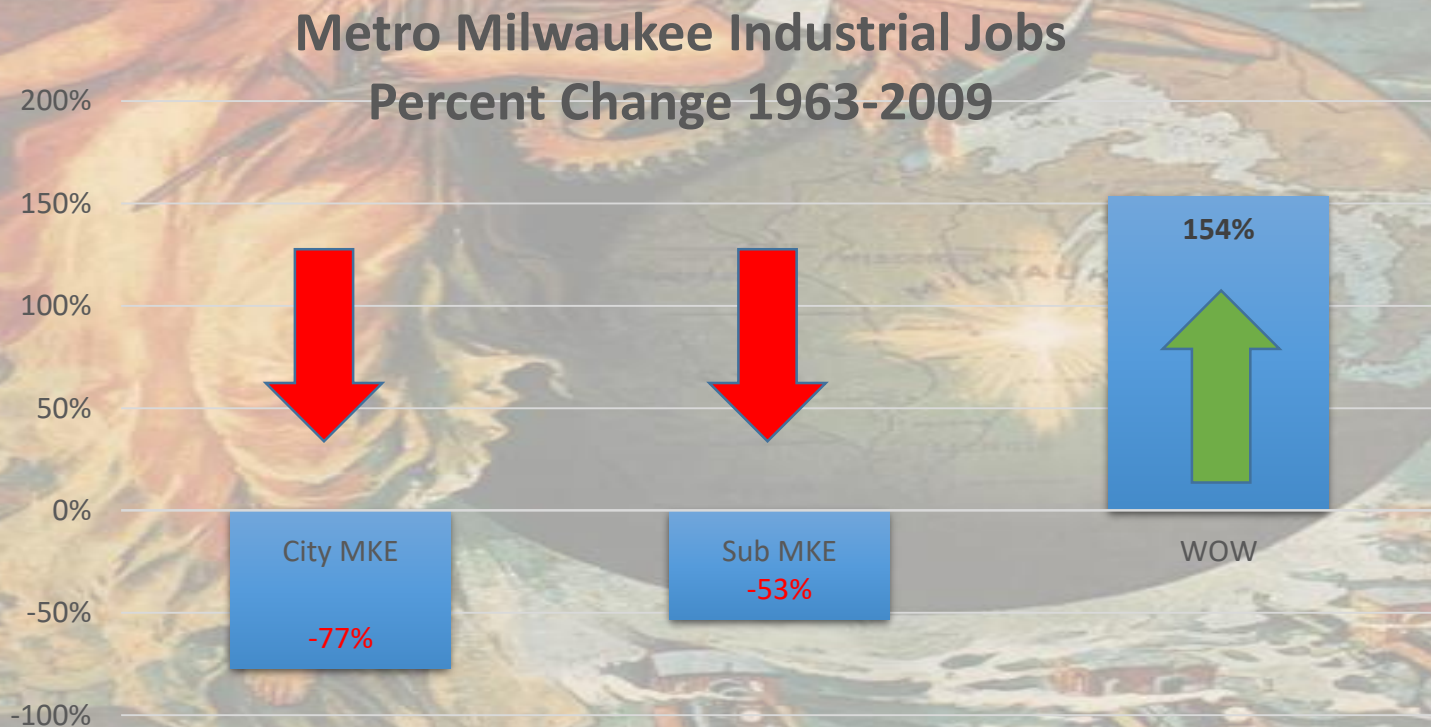 Metro Milwaukee Industrial Jobs
Percent Change 1963-2009
200%
150%
100%
50%
0%
-50%
-100%
154%
City MKE
Sub MKE
WOW
-53%
-77%